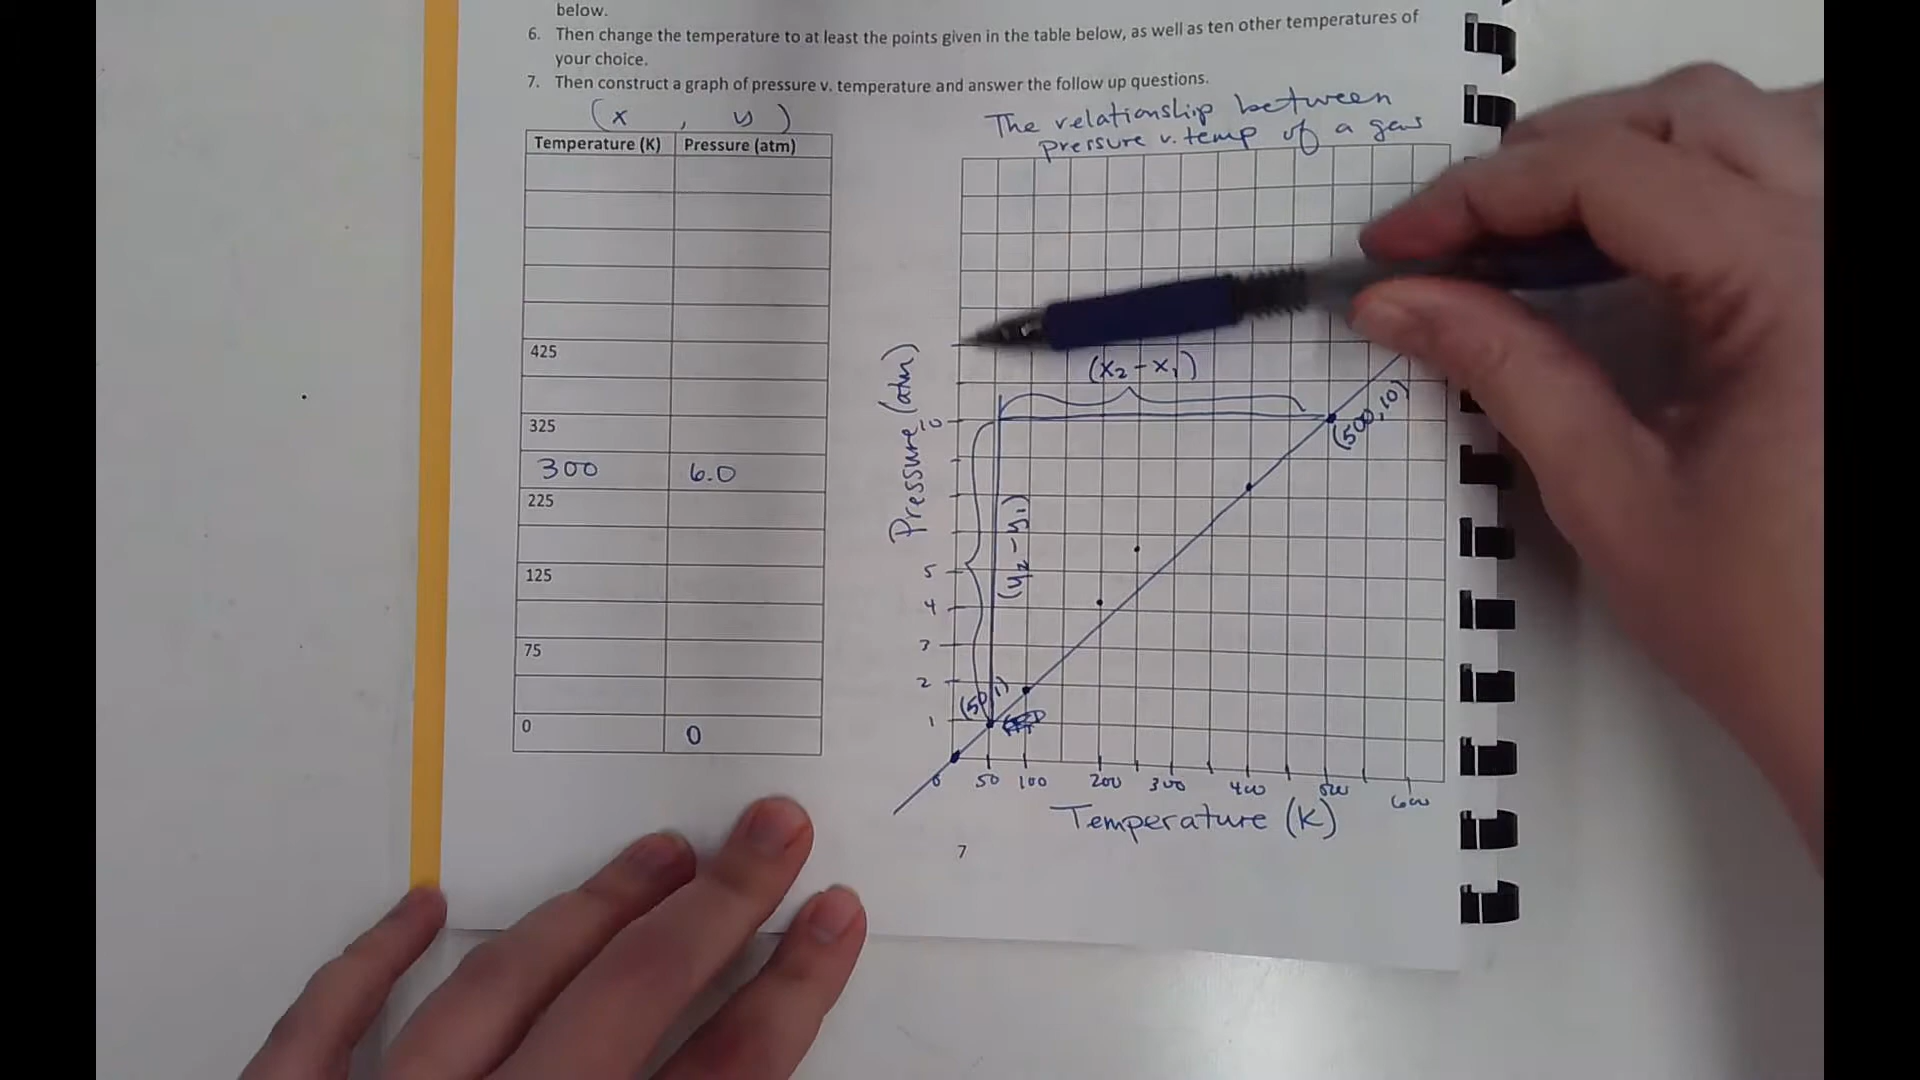 below.
6. Then change the temperature to at least the points given in the table below, as well as ten other temperatures of
your choice.
7. Then construct a graph of pressure v. temperature and answer the follow up questions.
(x , y)
Temperature (K) Pressure (atm)
425
325
300 6.0
225
125
75
0 0
The relationship between
pressure v. temp of a gas
Pressure (atm)
(x₂ - x₁)
(y₂ - y₁)
(500, 10)
(50, 1)
10
5
4
3
2
1
0 50 100 200 300 400 500 600
Temperature (K)
7